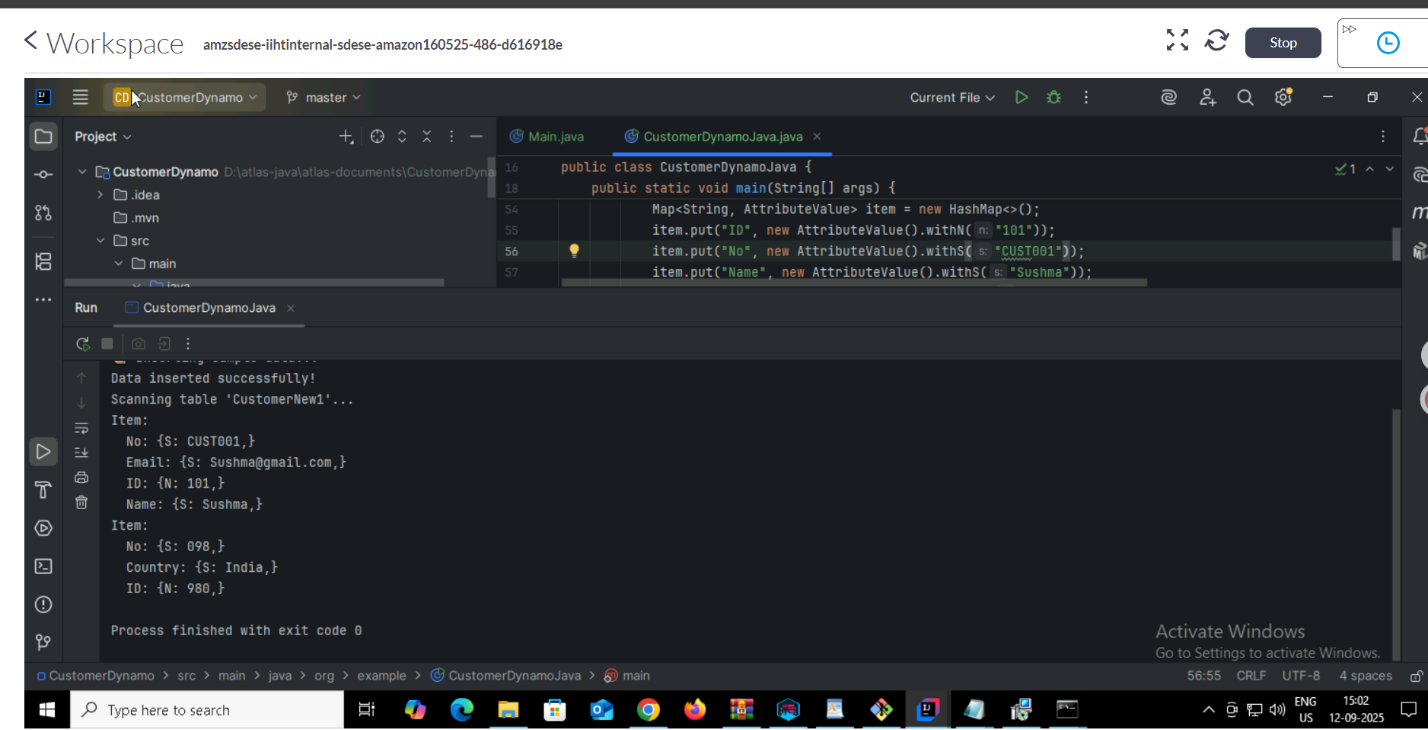 Workspace amzsdese-iihtinternal-sdese-amazon160525-486-d616918e Stop
CD CustomerDynamo master Current File
Project Main.java CustomerDynamoJava.java
CustomerDynamo D:\atlas-java\atlas-documents\CustomerDyna
.idea
.mvn
src
main
java
16 public class CustomerDynamoJava {
18 public static void main(String[] args) {
54 Map<String, AttributeValue> item = new HashMap<>();
55 item.put("ID", new AttributeValue().withN( n: "101"));
56 item.put("No", new AttributeValue().withS( s: "CUST001"));
57 item.put("Name", new AttributeValue().withS( s: "Sushma"));
1
Run CustomerDynamoJava
Inserting sample data...
Data inserted successfully!
Scanning table 'CustomerNew1'...
Item:
No: {S: CUST001,}
Email: {S: Sushma@gmail.com,}
ID: {N: 101,}
Name: {S: Sushma,}
Item:
No: {S: 098,}
Country: {S: India,}
ID: {N: 980,}
Process finished with exit code 0
Activate Windows
Go to Settings to activate Windows.
CustomerDynamo > src > main > java > org > example > CustomerDynamoJava > main 56:55 CRLF UTF-8 4 spaces
Type here to search ENG US 15:02 12-09-2025